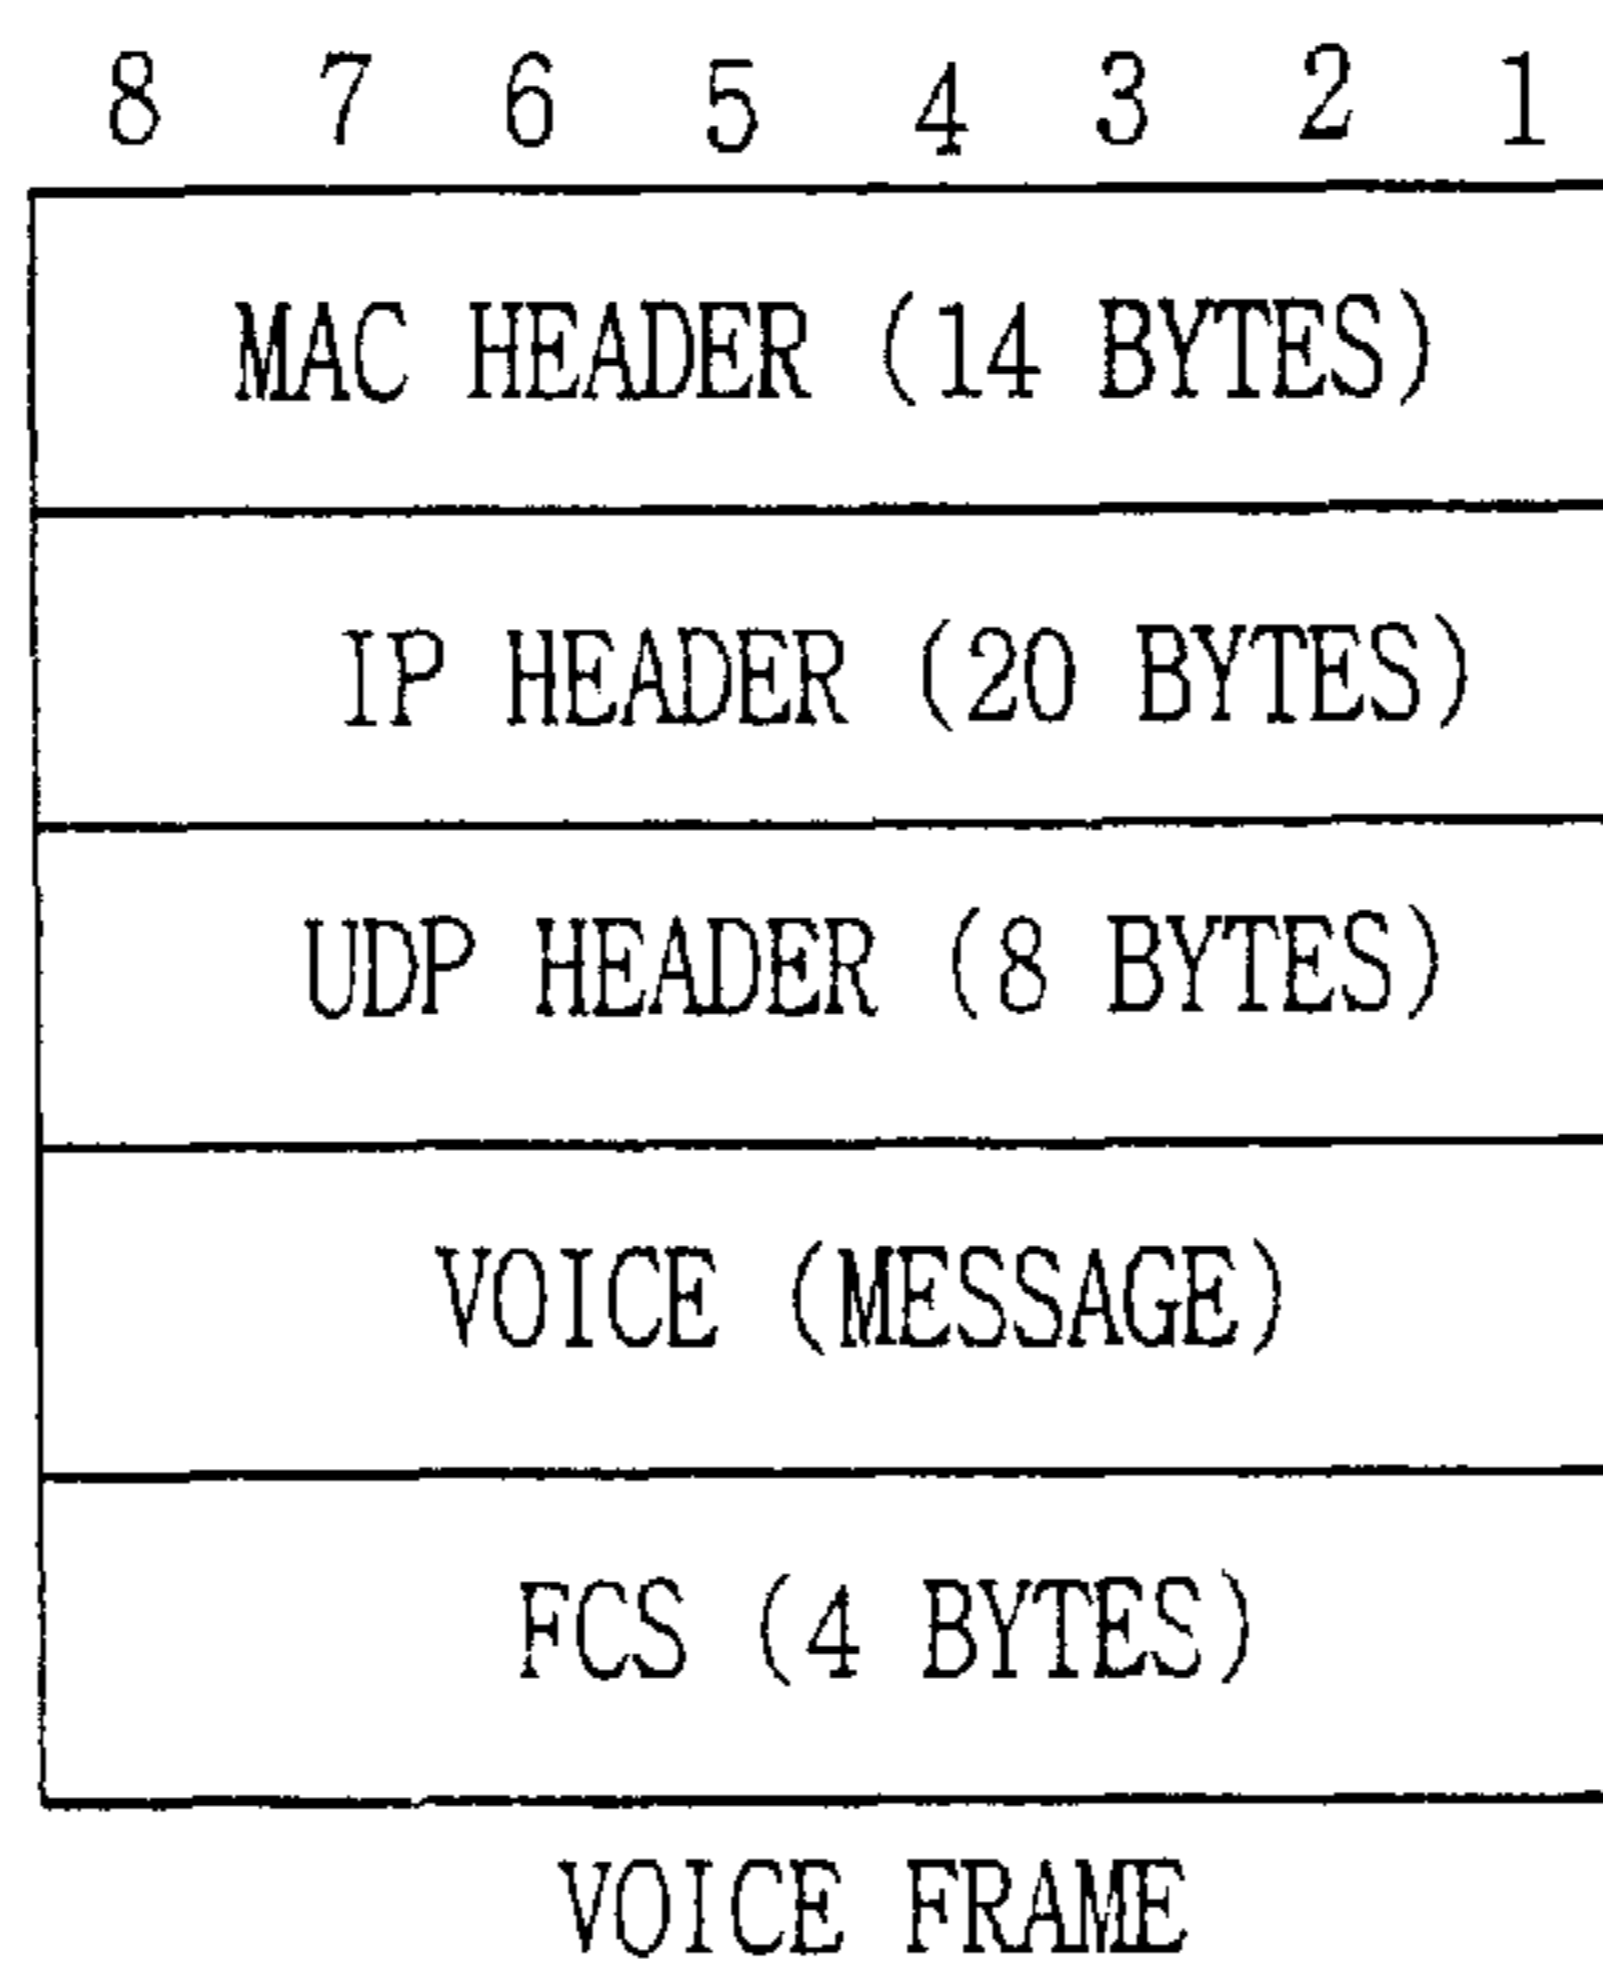 8 7 6 5 4 3 2 1
MAC HEADER (14 BYTES)
IP HEADER (20 BYTES)
UDP HEADER (8 BYTES)
VOICE (MESSAGE)
FCS (4 BYTES)
VOICE FRAME